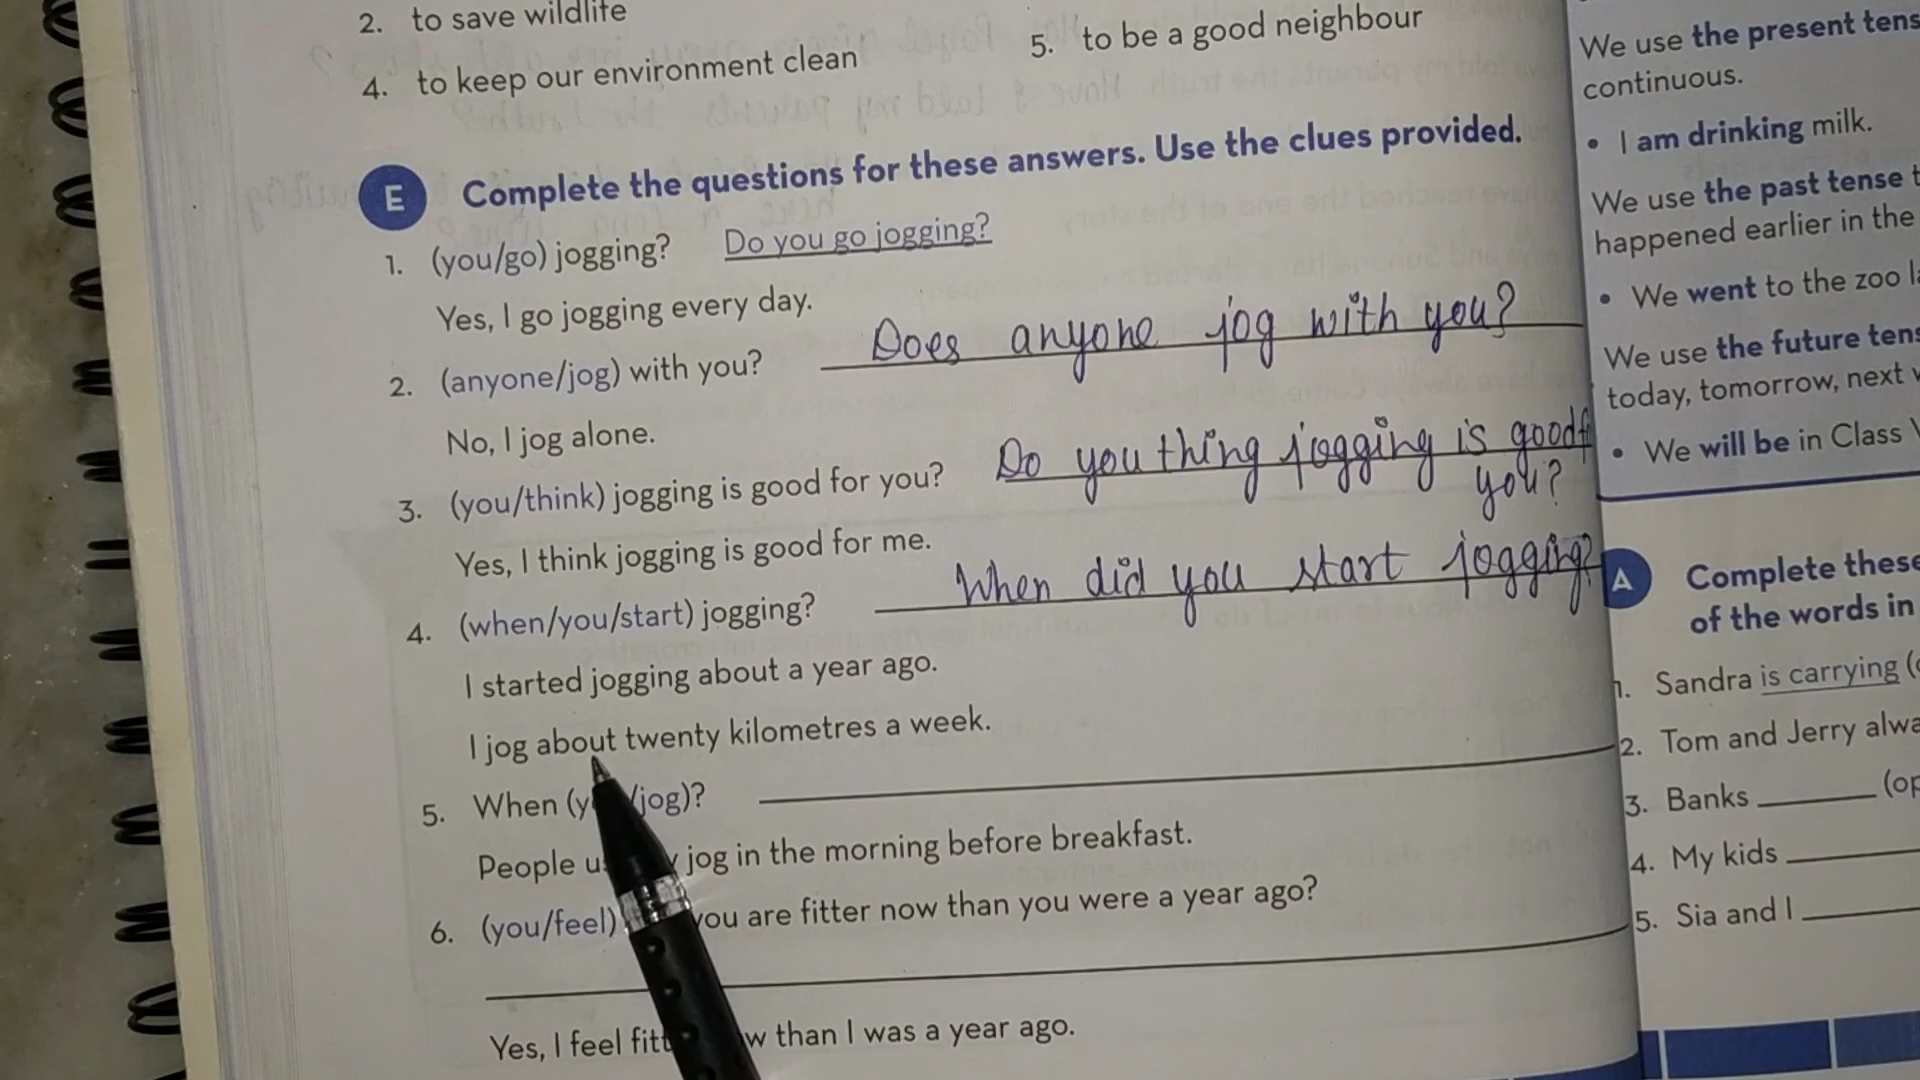 2. to save wildlife
5. to be a good neighbour
4. to keep our environment clean
E Complete the questions for these answers. Use the clues provided.
1. (you/go) jogging? Do you go jogging?
Yes, I go jogging every day.
2. (anyone/jog) with you? Does anyone jog with you?
No, I jog alone.
3. (you/think) jogging is good for you? Do you thing jogging is good
you?
Yes, I think jogging is good for me.
4. (when/you/start) jogging? When did you start jogging?
I started jogging about a year ago.
I jog about twenty kilometres a week.
5. When jog)?
People jog in the morning before breakfast.
6. (you/feel) you are fitter now than you were a year ago?
Yes, I feel than I was a year ago.
We use the present tens
continuous.
• I am drinking milk.
We use the past tense t
happened earlier in the
• We went to the zoo
We use the future tens
today, tomorrow, next
• We will be in Class
A Complete these
of the words in
1. Sandra is carrying
2. Tom and Jerry alwa
3. Banks (op
4. My kids
5. Sia and I